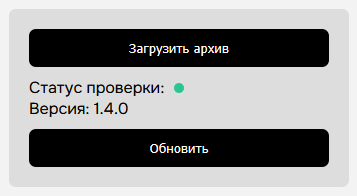 Загрузить архив
Статус проверки:
Версия: 1.4.0
Обновить